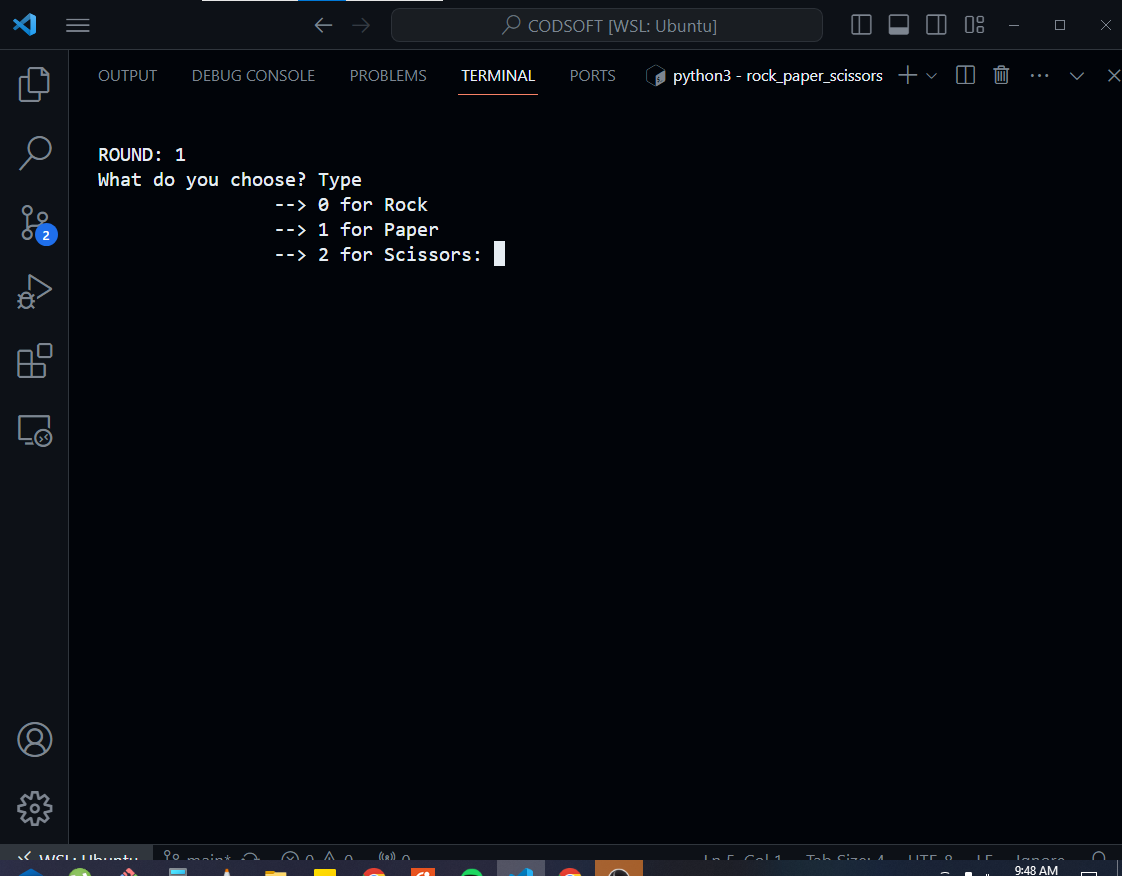 CODSOFT [WSL: Ubuntu]
OUTPUT DEBUG CONSOLE PROBLEMS TERMINAL PORTS python3 - rock_paper_scissors
ROUND: 1
What do you choose? Type
--> 0 for Rock
--> 1 for Paper
--> 2 for Scissors:
2
WSL: Ubuntu main* 0 0 0 Ln 5, Col 1 Tab Size: 4 UTF-8 LF Ignore
9:48 AM